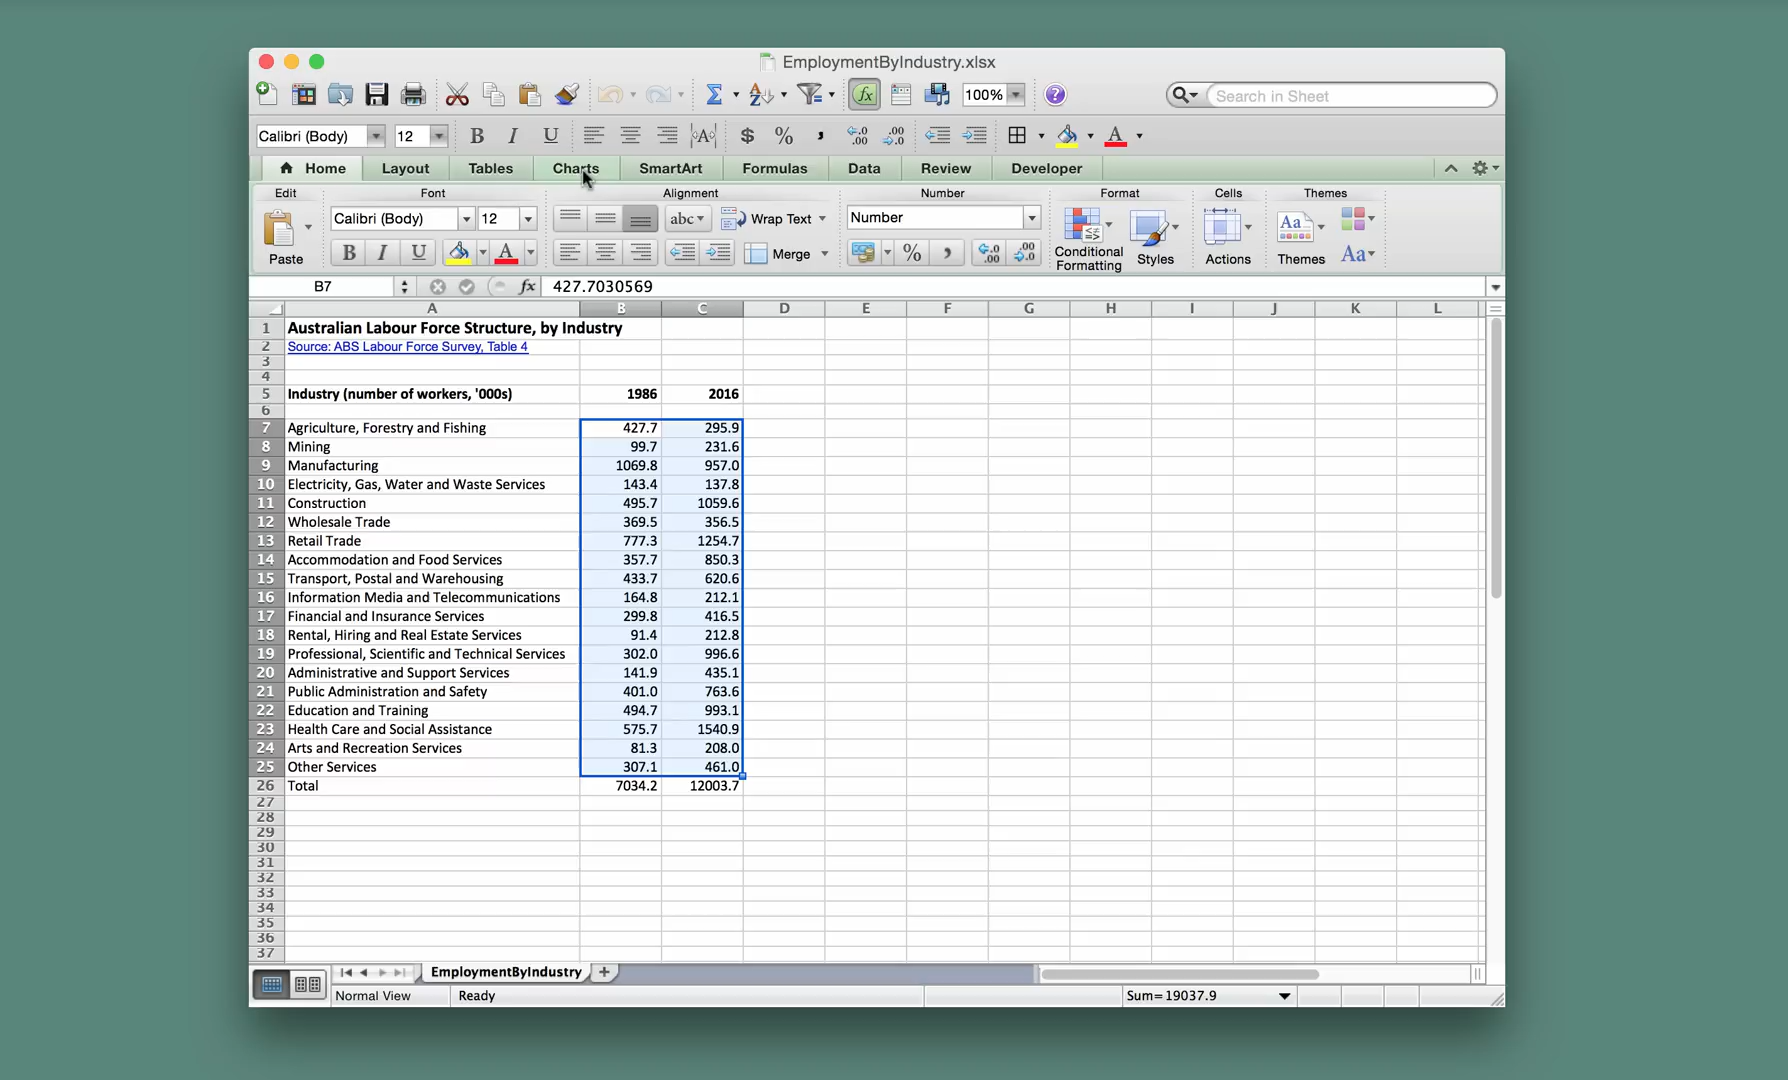 EmploymentByIndustry.xlsx
100%
Search in Sheet
Calibri (Body) 12
Home Layout Tables Charts SmartArt Formulas Data Review Developer
Edit Font Alignment Number Format Cells Themes
Calibri (Body) 12 abc Wrap Text Number
Paste B I U A Merge % Conditional Formatting Styles Actions Themes Aa
B7 fx 427.7030569
A B C D E F G H I J K L
1 Australian Labour Force Structure, by Industry
2 Source: ABS Labour Force Survey, Table 4
3
4
5 Industry (number of workers, '000s) 1986 2016
6
7 Agriculture, Forestry and Fishing 427.7 295.9
8 Mining 99.7 231.6
9 Manufacturing 1069.8 957.0
10 Electricity, Gas, Water and Waste Services 143.4 137.8
11 Construction 495.7 1059.6
12 Wholesale Trade 369.5 356.5
13 Retail Trade 777.3 1254.7
14 Accommodation and Food Services 357.7 850.3
15 Transport, Postal and Warehousing 433.7 620.6
16 Information Media and Telecommunications 164.8 212.1
17 Financial and Insurance Services 299.8 416.5
18 Rental, Hiring and Real Estate Services 91.4 212.8
19 Professional, Scientific and Technical Services 302.0 996.6
20 Administrative and Support Services 141.9 435.1
21 Public Administration and Safety 401.0 763.6
22 Education and Training 494.7 993.1
23 Health Care and Social Assistance 575.7 1540.9
24 Arts and Recreation Services 81.3 208.0
25 Other Services 307.1 461.0
26 Total 7034.2 12003.7
27
28
29
30
31
32
33
34
35
36
37
EmploymentByIndustry
Normal View Ready Sum=19037.9